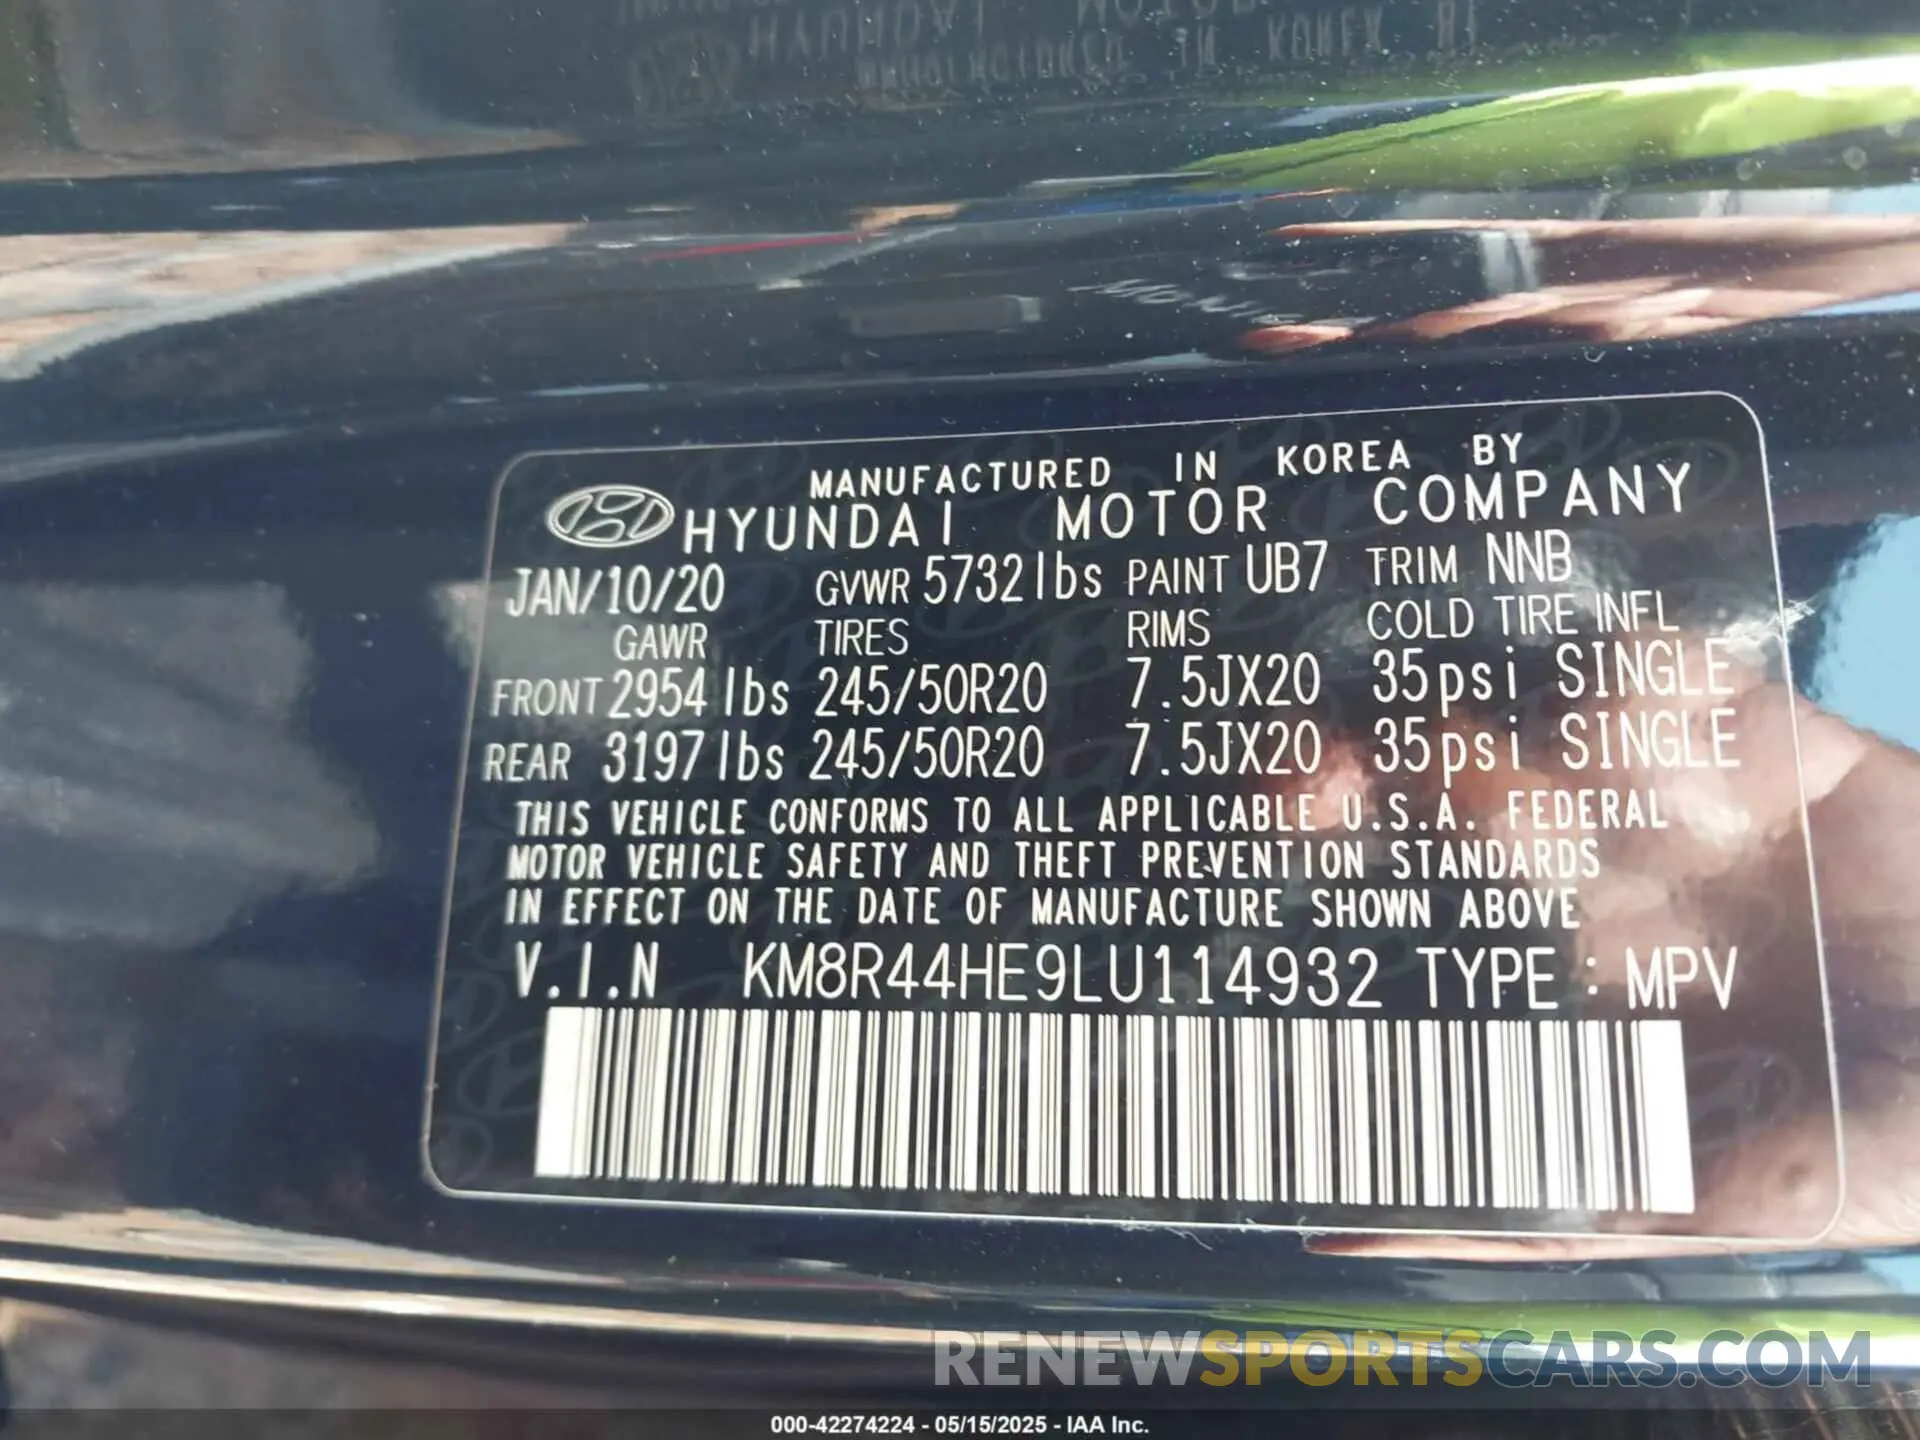 MANUFACTURED IN KOREA BY
HYUNDAI MOTOR COMPANY
JAN/10/20 GVWR 5732lbs PAINT UB7 TRIM NNB
GAWR TIRES RIMS COLD TIRE INFL
FRONT 2954lbs 245/50R20 7.5JX20 35psi SINGLE
REAR 3197lbs 245/50R20 7.5JX20 35psi SINGLE
THIS VEHICLE CONFORMS TO ALL APPLICABLE U.S.A. FEDERAL
MOTOR VEHICLE SAFETY AND THEFT PREVENTION STANDARDS
IN EFFECT ON THE DATE OF MANUFACTURE SHOWN ABOVE
V.I.N KM8R44HE9LU114932 TYPE : MPV
RENEWSPORTSCARS.COM
000-42274224 - 05/15/2025 - IAA Inc.